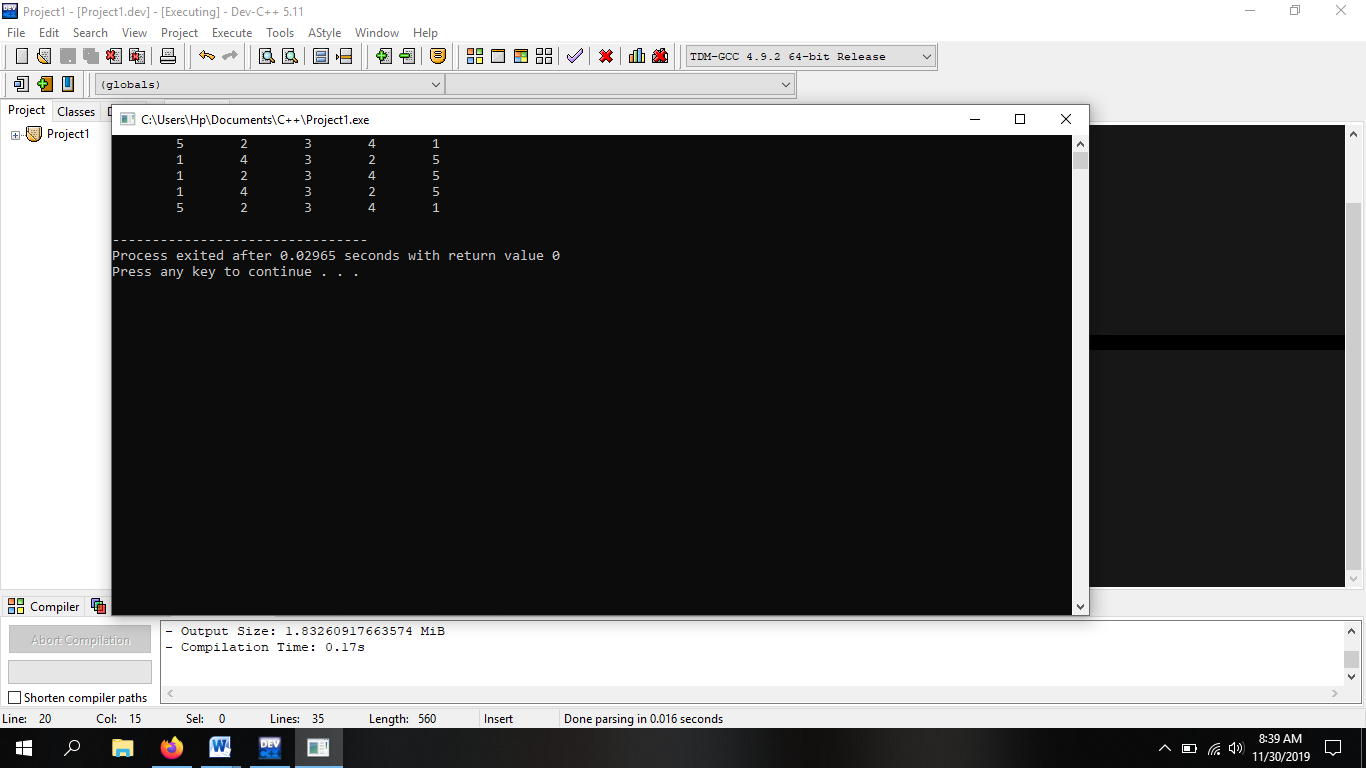 Project1 - [Project1.dev] - [Executing] - Dev-C++ 5.11
File Edit Search View Project Execute Tools AStyle Window Help
TDM-GCC 4.9.2 64-bit Release
(globals)
Project Classes
Project1
C:\Users\Hp\Documents\C++\Project1.exe
5 2 3 4 1
1 4 3 2 5
1 2 3 4 5
1 4 3 2 5
5 2 3 4 1
--------------------------------
Process exited after 0.02965 seconds with return value 0
Press any key to continue . . .
Compiler
Abort Compilation
Shorten compiler paths
- Output Size: 1.83260917663574 MiB
- Compilation Time: 0.17s
Line: 20 Col: 15 Sel: 0 Lines: 35 Length: 560 Insert Done parsing in 0.016 seconds
8:39 AM
11/30/2019